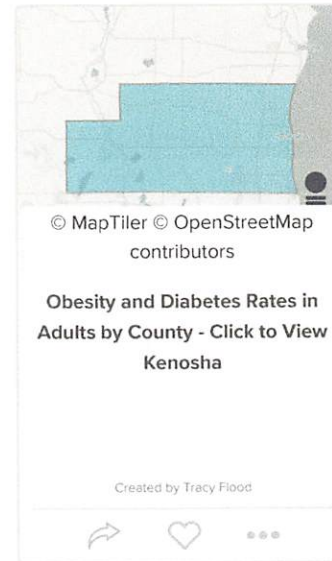 © MapTiler © OpenStreetMap
contributors
Obesity and Diabetes Rates in
Adults by County - Click to View
Kenosha
Created by Tracy Flood